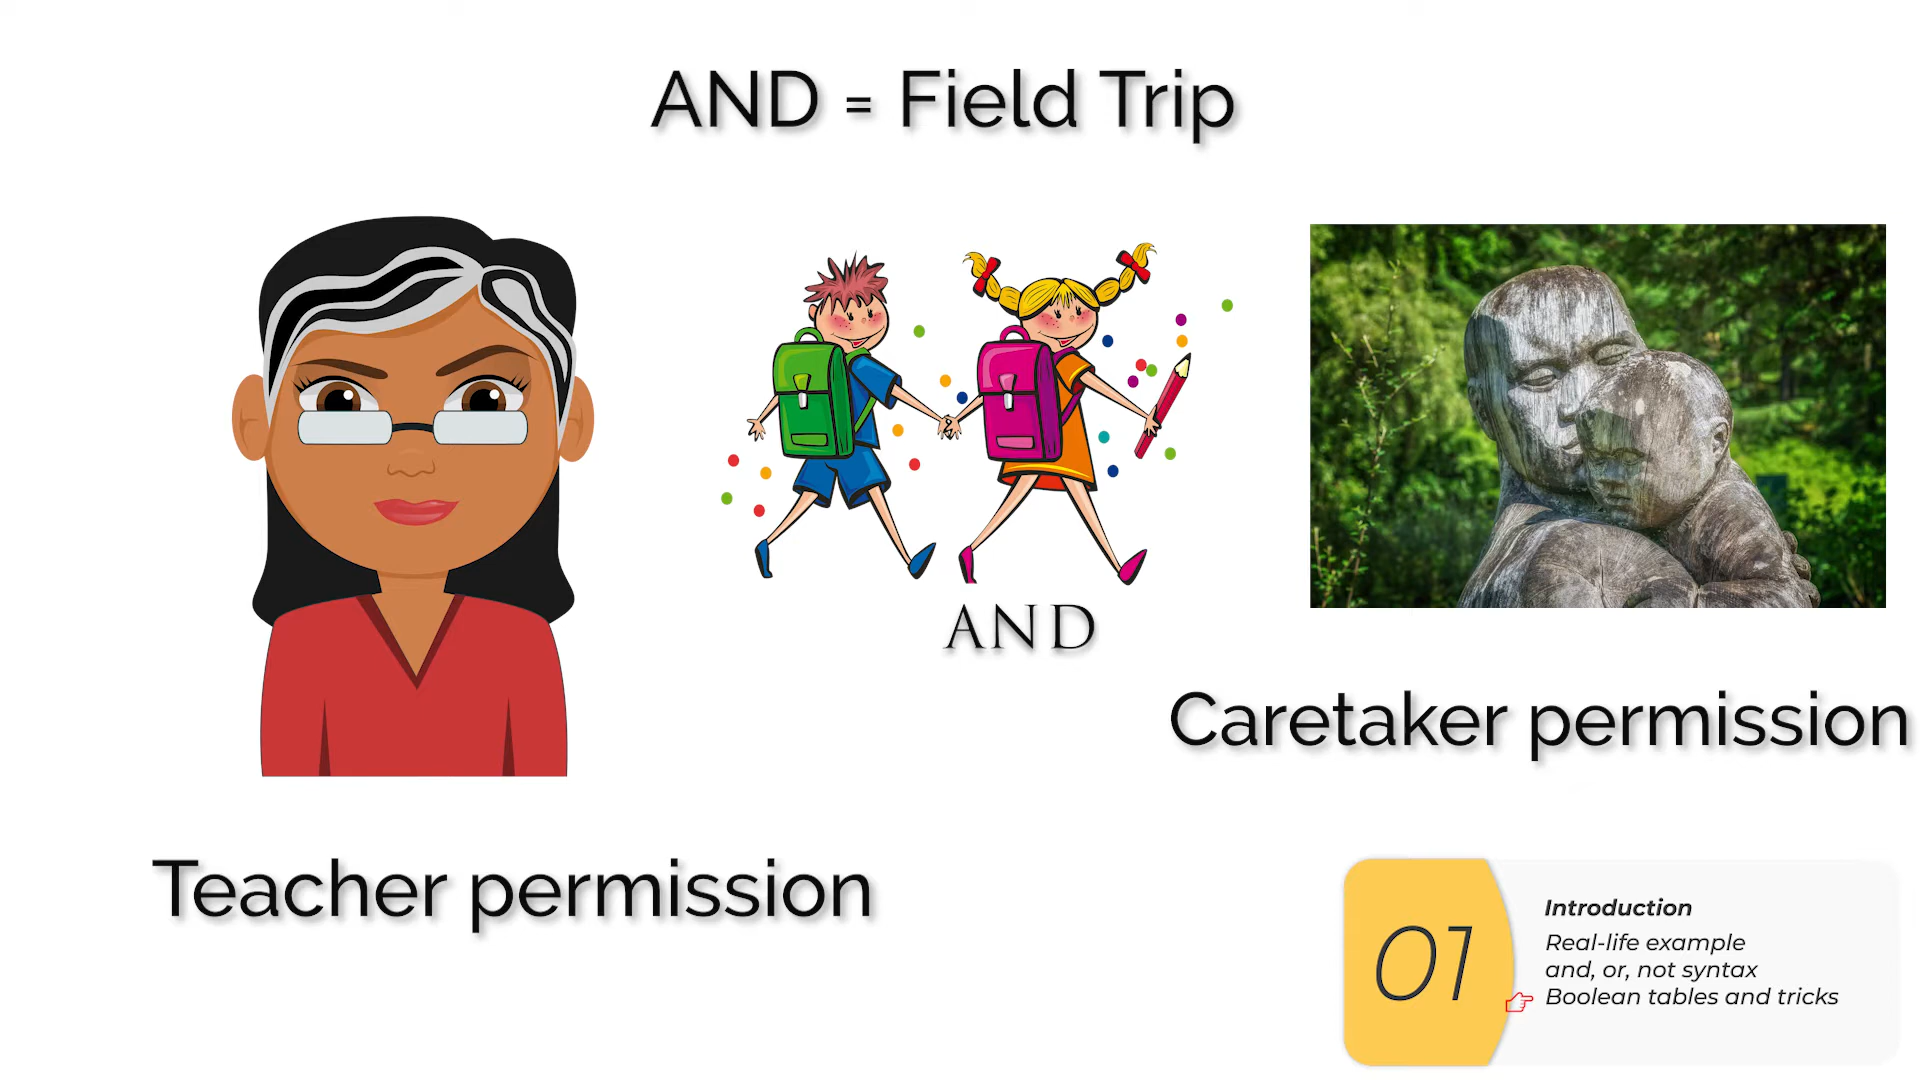 AND = Field Trip
AND
Caretaker permission
Teacher permission
01
Introduction
Real-life example
and, or, not syntax
Boolean tables and tricks